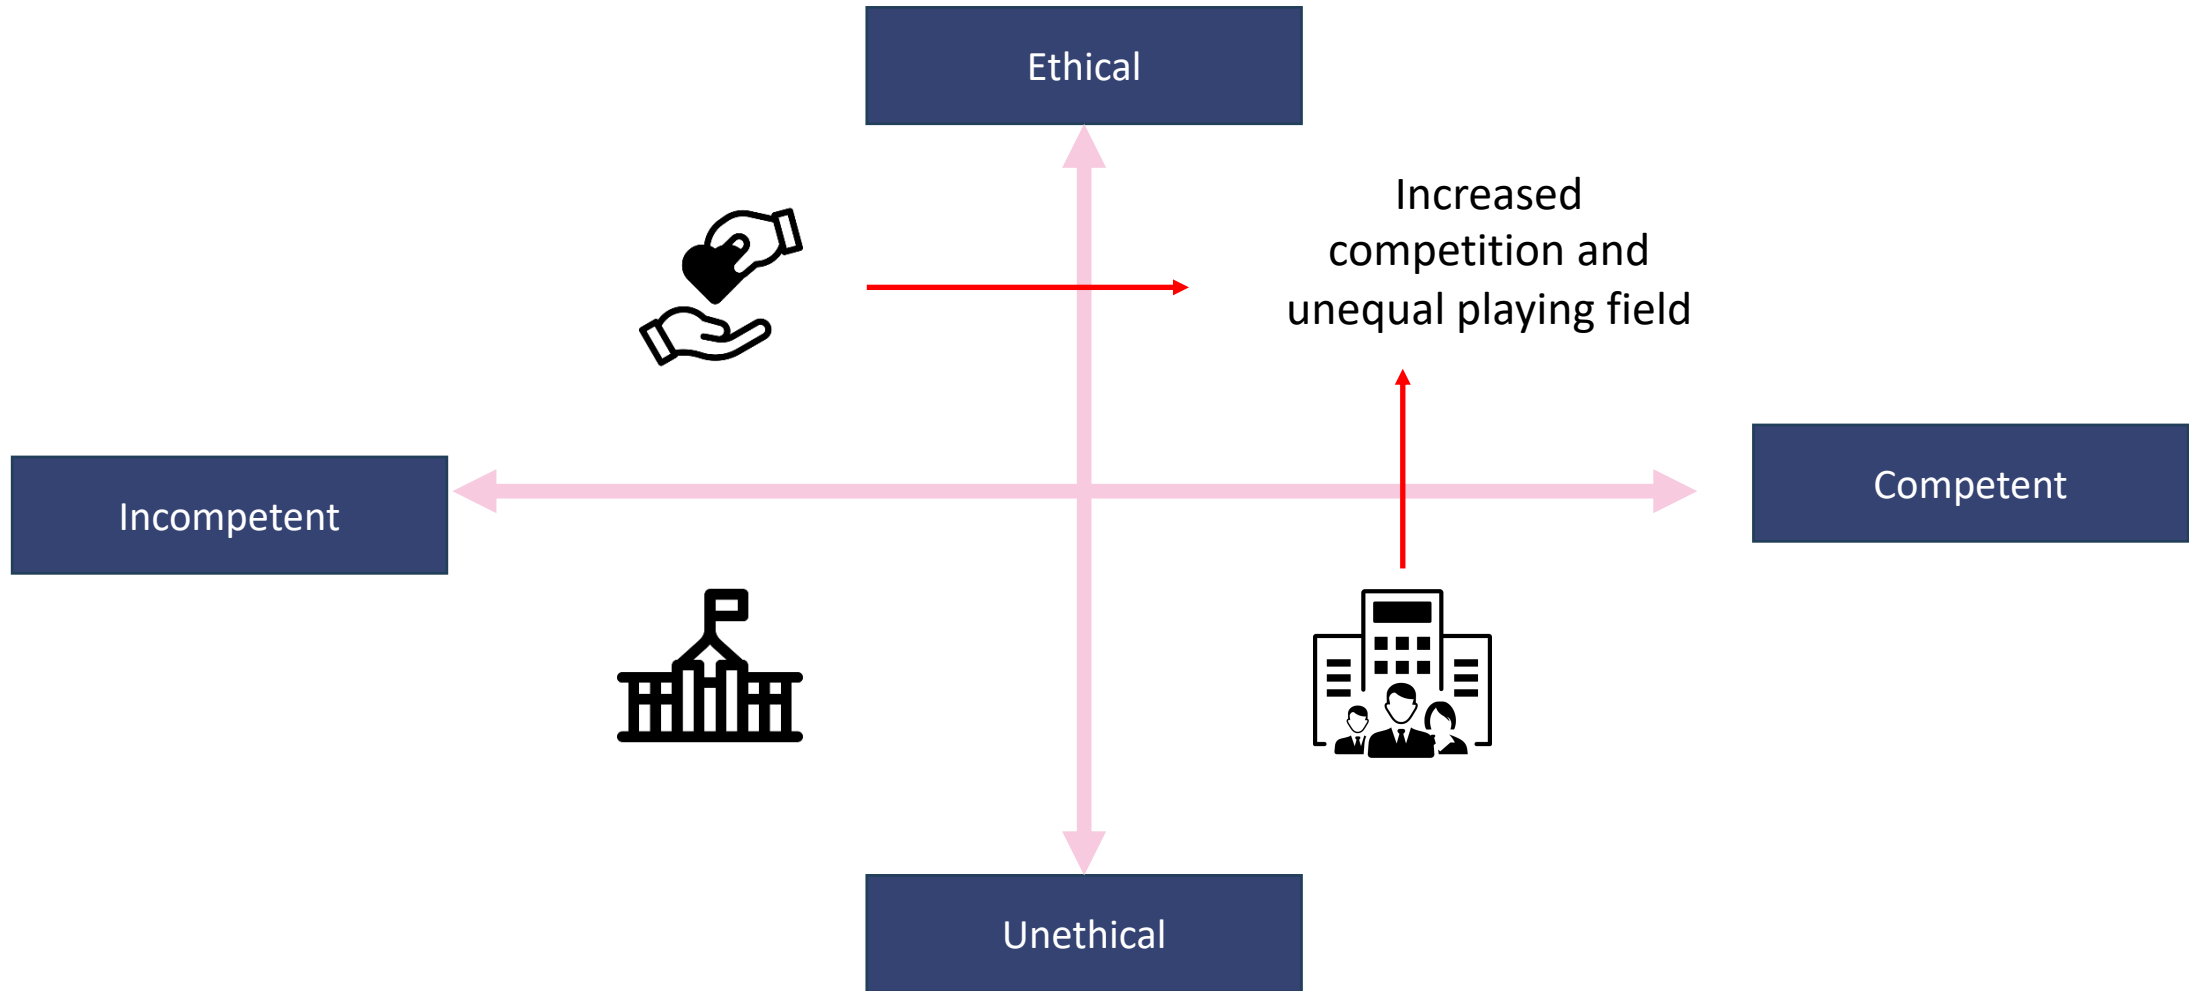 Ethical
Increased
competition and
unequal playing field
Incompetent
Competent
Unethical